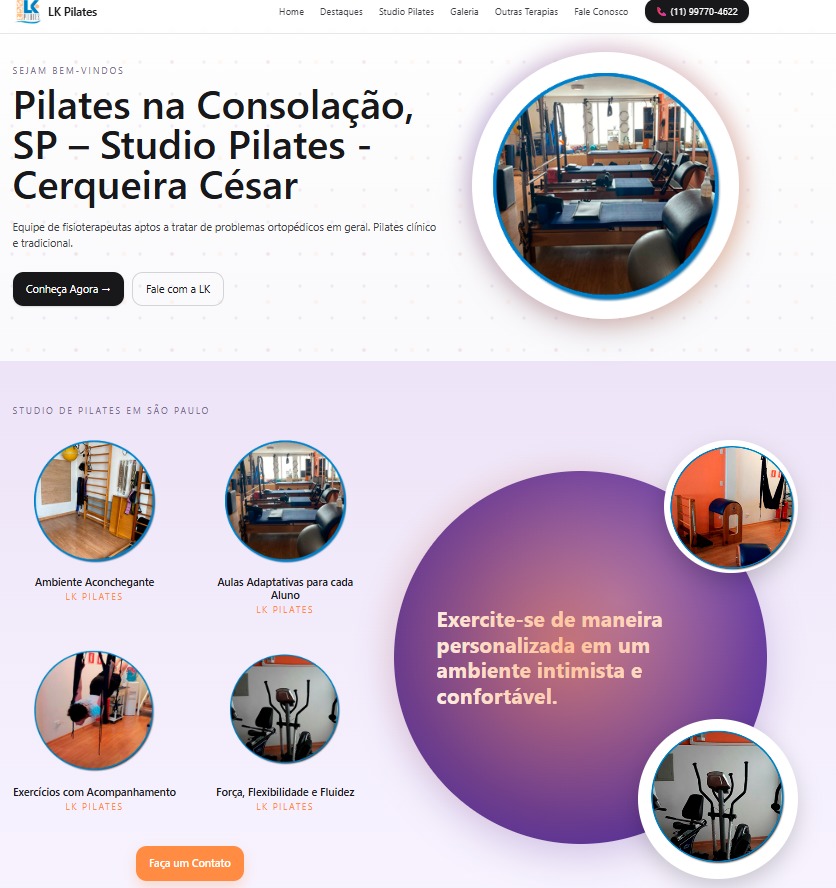 LK
PILATES
LK Pilates
Home
Destaques
Studio Pilates
Galeria
Outras Terapias
Fale Conosco
(11) 99770-4622
SEJAM BEM-VINDOS
Pilates na Consolação,
SP – Studio Pilates -
Cerqueira César
Equipe de fisioterapeutas aptos a tratar de problemas ortopédicos em geral. Pilates clínico
e tradicional.
Conheça Agora →
Fale com a LK
STUDIO DE PILATES EM SÃO PAULO
Ambiente Aconchegante
LK PILATES
Aulas Adaptativas para cada
Aluno
LK PILATES
Exercícios com Acompanhamento
LK PILATES
Força, Flexibilidade e Fluidez
LK PILATES
Faça um Contato
Exercite-se de maneira
personalizada em um
ambiente intimista e
confortável.